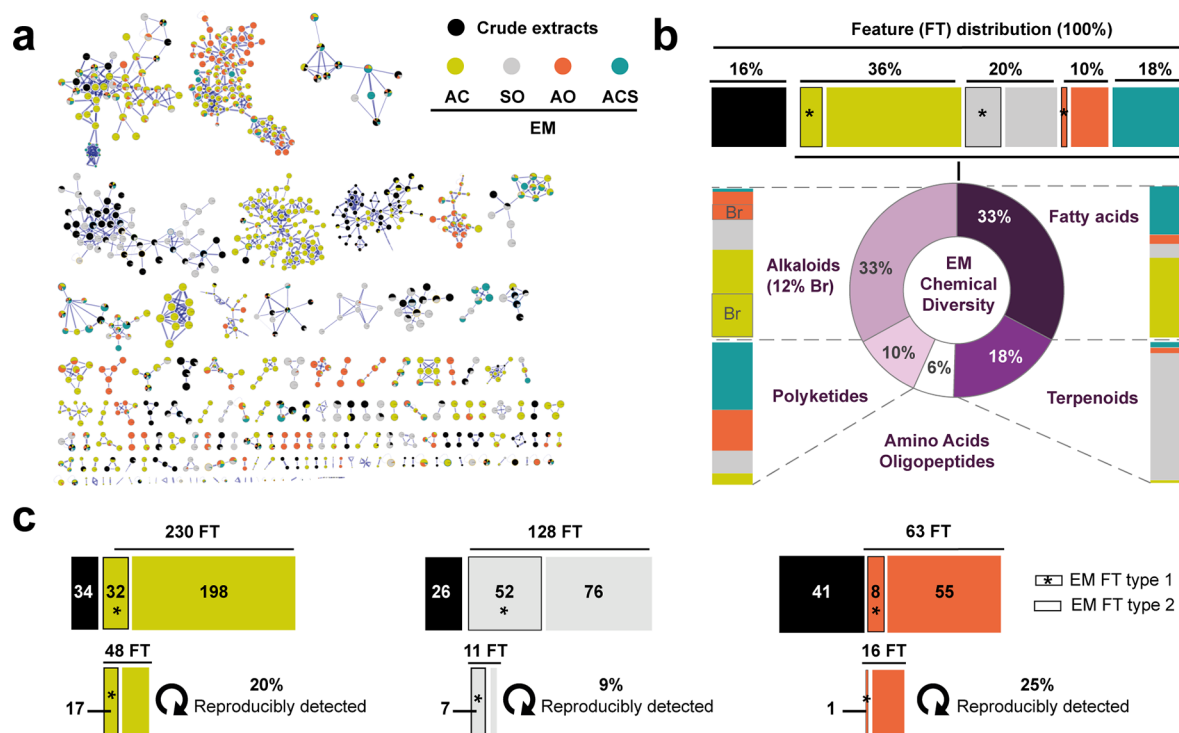 a
Crude extracts
AC SO AO ACS
EM
b
Feature (FT) distribution (100%)
16% 36% 20% 10% 18%
* * *
Br
Br
Alkaloids
(12% Br)
33%
33%
EM
Chemical
Diversity
10%
6%
18%
Fatty acids
Polyketides
Terpenoids
Amino Acids
Oligopeptides
c
230 FT
34 32 198
*
48 FT
*
17
20%
Reproducibly detected
128 FT
26 52 76
*
11 FT
*
7
9%
Reproducibly detected
63 FT
41 8 55
*
16 FT
*
1
25%
Reproducibly detected
* EM FT type 1
EM FT type 2